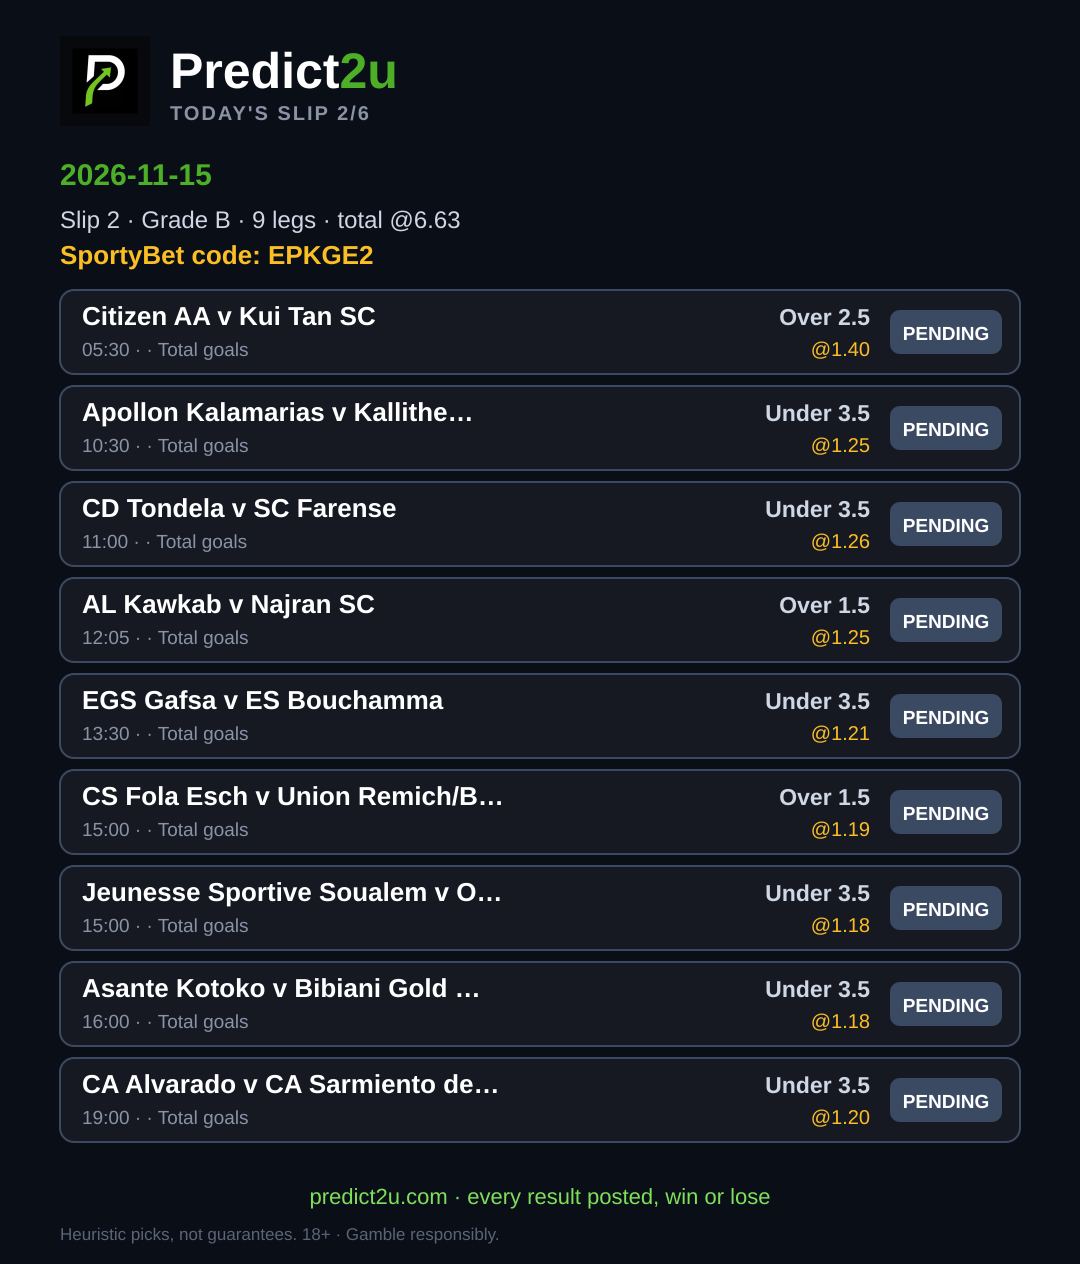 Predict2u
TODAY'S SLIP 2/6
2026-11-15
Slip 2 · Grade B · 9 legs · total @6.63
SportyBet code: EPKGE2
Citizen AA v Kui Tan SC
Over 2.5
05:30 · · Total goals
@1.40
PENDING
Apollon Kalamarias v Kallithe…
Under 3.5
10:30 · · Total goals
@1.25
PENDING
CD Tondela v SC Farense
Under 3.5
11:00 · · Total goals
@1.26
PENDING
AL Kawkab v Najran SC
Over 1.5
12:05 · · Total goals
@1.25
PENDING
EGS Gafsa v ES Bouchamma
Under 3.5
13:30 · · Total goals
@1.21
PENDING
CS Fola Esch v Union Remich/B…
Over 1.5
15:00 · · Total goals
@1.19
PENDING
Jeunesse Sportive Soualem v O…
Under 3.5
15:00 · · Total goals
@1.18
PENDING
Asante Kotoko v Bibiani Gold …
Under 3.5
16:00 · · Total goals
@1.18
PENDING
CA Alvarado v CA Sarmiento de…
Under 3.5
19:00 · · Total goals
@1.20
PENDING
predict2u.com · every result posted, win or lose
Heuristic picks, not guarantees. 18+ · Gamble responsibly.